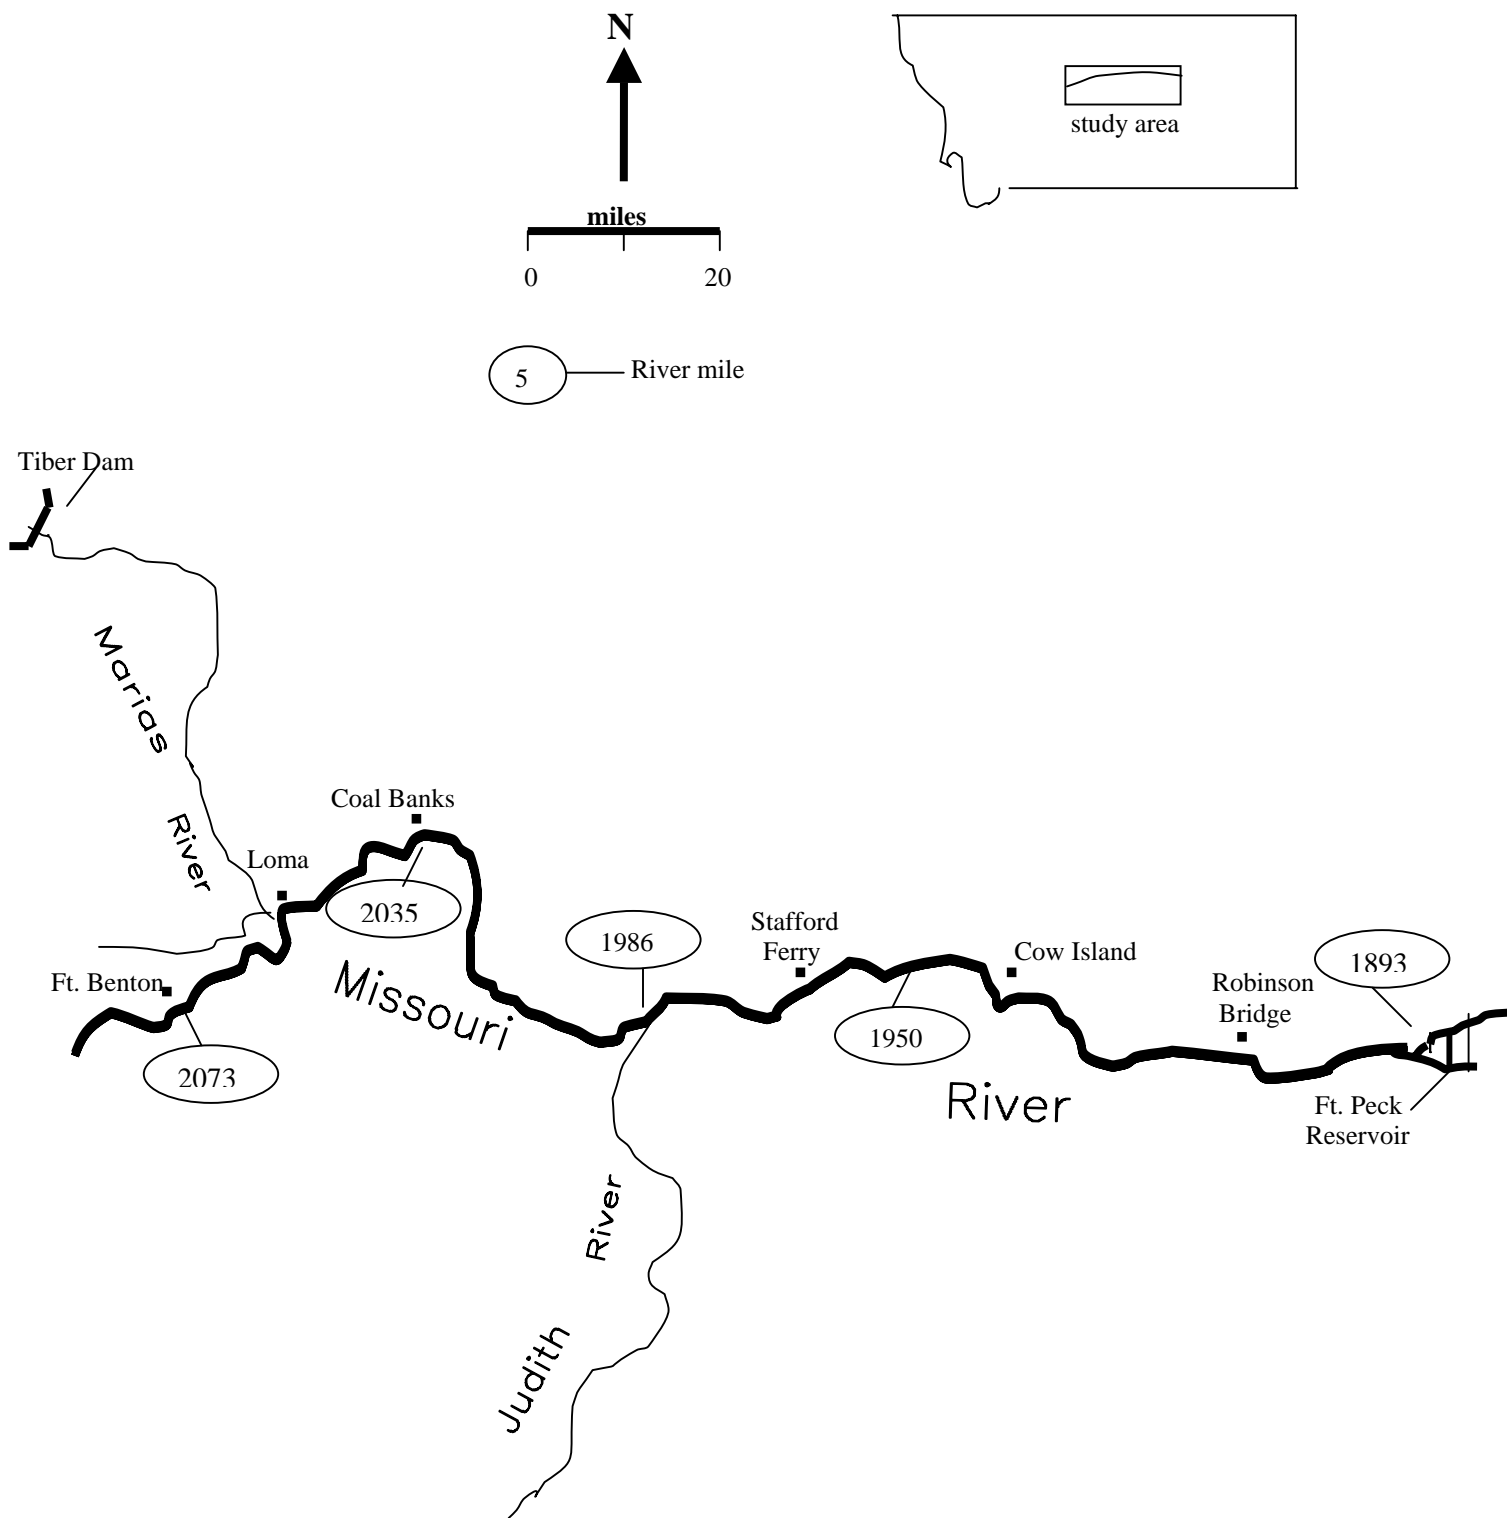 N
study area
miles
0 20
5 River mile
Tiber Dam
Marias
River
Coal Banks
Loma
2035
1986
Stafford
Ferry
Cow Island
1893
Ft. Benton
Missouri
Robinson
Bridge
1950
2073
River
Ft. Peck
Reservoir
River
Judith